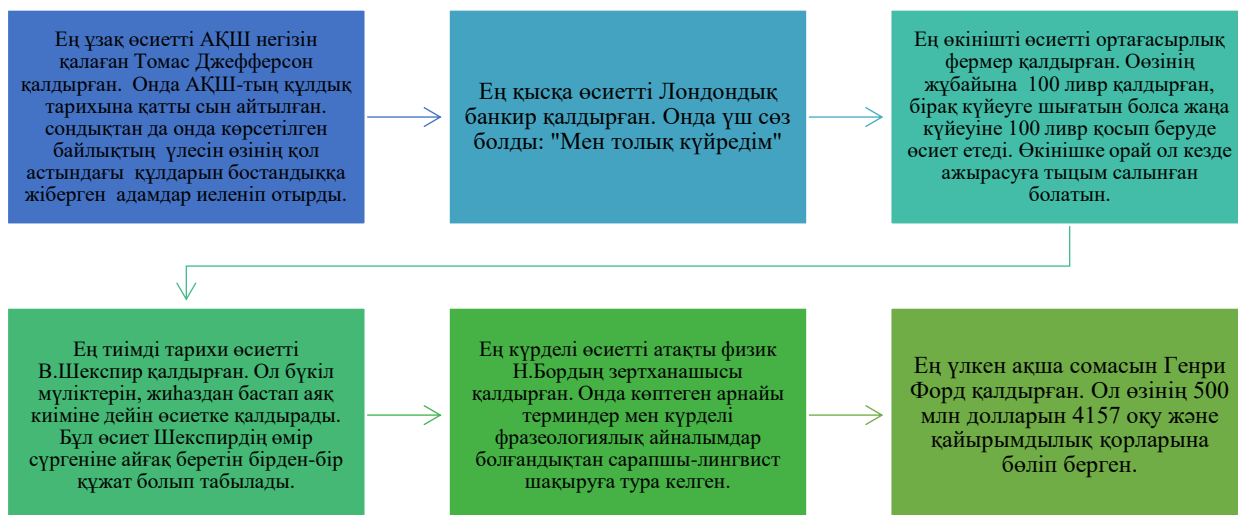 Ең ұзақ өсиетті АҚШ негізін
қалаған Томас Джефферсон
қалдырған. Онда АҚШ-тың құлдық
тарихына қатты сын айтылған.
сондықтан да онда көрсетілген
байлықтың үлесін өзінің қол
астындағы құлдарын бостандыққа
жіберген адамдар иеленіп отырды.
Ең қысқа өсиетті Лондондық
банкир қалдырған. Онда үш сөз
болды: "Мен толық күйредім"
Ең өкінішті өсиетті ортағасырлық
фермер қалдырған. Оөзінің
жұбайына 100 ливр қалдырған,
бірақ күйеуге шығатын болса жаңа
күйеуіне 100 ливр қосып беруде
өсиет етеді. Өкінішке орай ол кезде
ажырасуға тыцым салынған
болатын.
Ең тиімді тарихи өсиетті
В.Шекспир қалдырған. Ол бүкіл
мүліктерін, жиһаздан бастап аяқ
киіміне дейін өсиетке қалдырады.
Бұл өсиет Шекспирдің өмір
сүргеніне айғақ беретін бірден-бір
құжат болып табылады.
Ең күрделі өсиетті атақты физик
Н.Бордың зертханашысы
қалдырған. Онда көптеген арнайы
терминдер мен күрделі
фразеологиялық айналымдар
болғандықтан сарапшы-лингвист
шақыруға тура келген.
Ең үлкен ақша сомасын Генри
Форд қалдырған. Ол өзінің 500
млн долларын 4157 оқу және
қайырымдылық қорларына
бөліп берген.